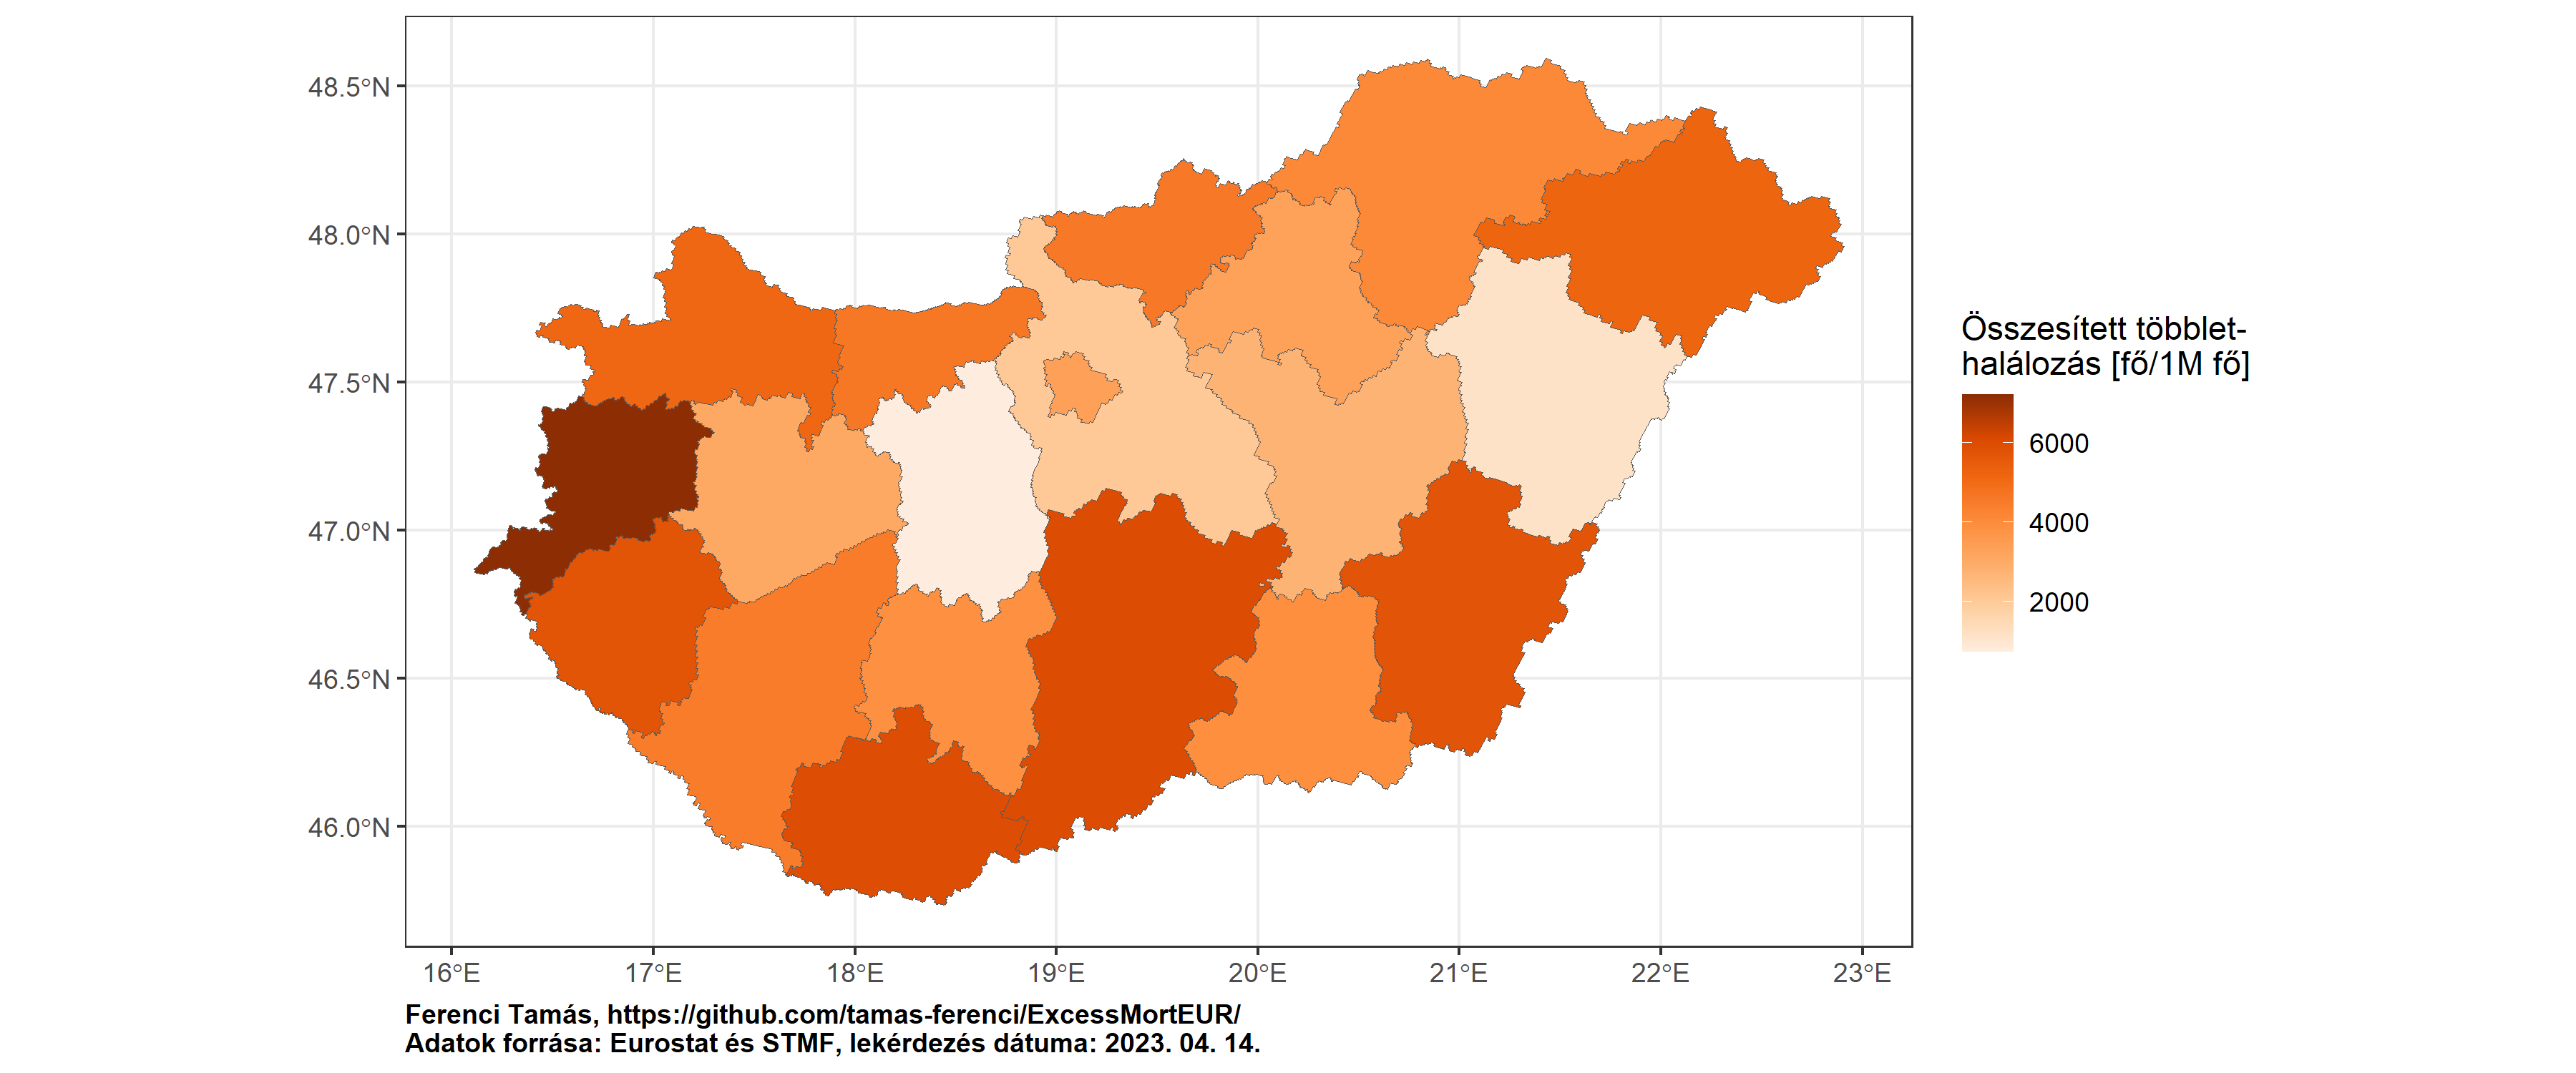 48.5°N
48.0°N
47.5°N
47.0°N
46.5°N
46.0°N
16°E 17°E 18°E 19°E 20°E 21°E 22°E 23°E
Összesített többlet-
halálozás [fő/1M fő]
6000
4000
2000
Ferenci Tamás, https://github.com/tamas-ferenci/ExcessMortEUR/
Adatok forrása: Eurostat és STMF, lekérdezés dátuma: 2023. 04. 14.